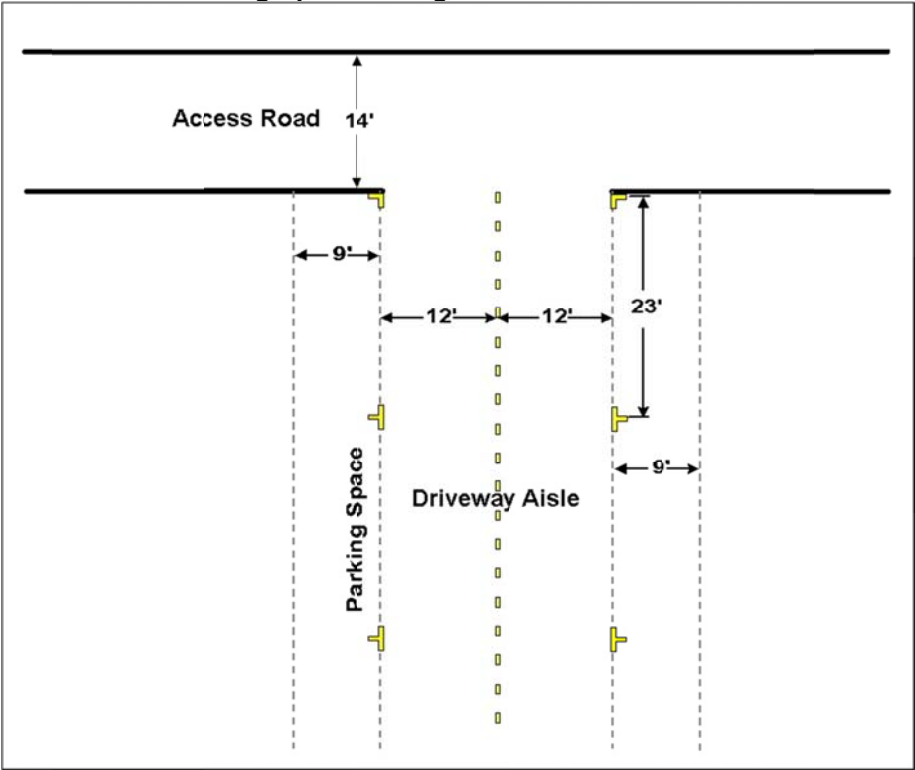 Access Road
14'
9'
12'
12'
23'
9'
Driveway Aisle
Parking Space